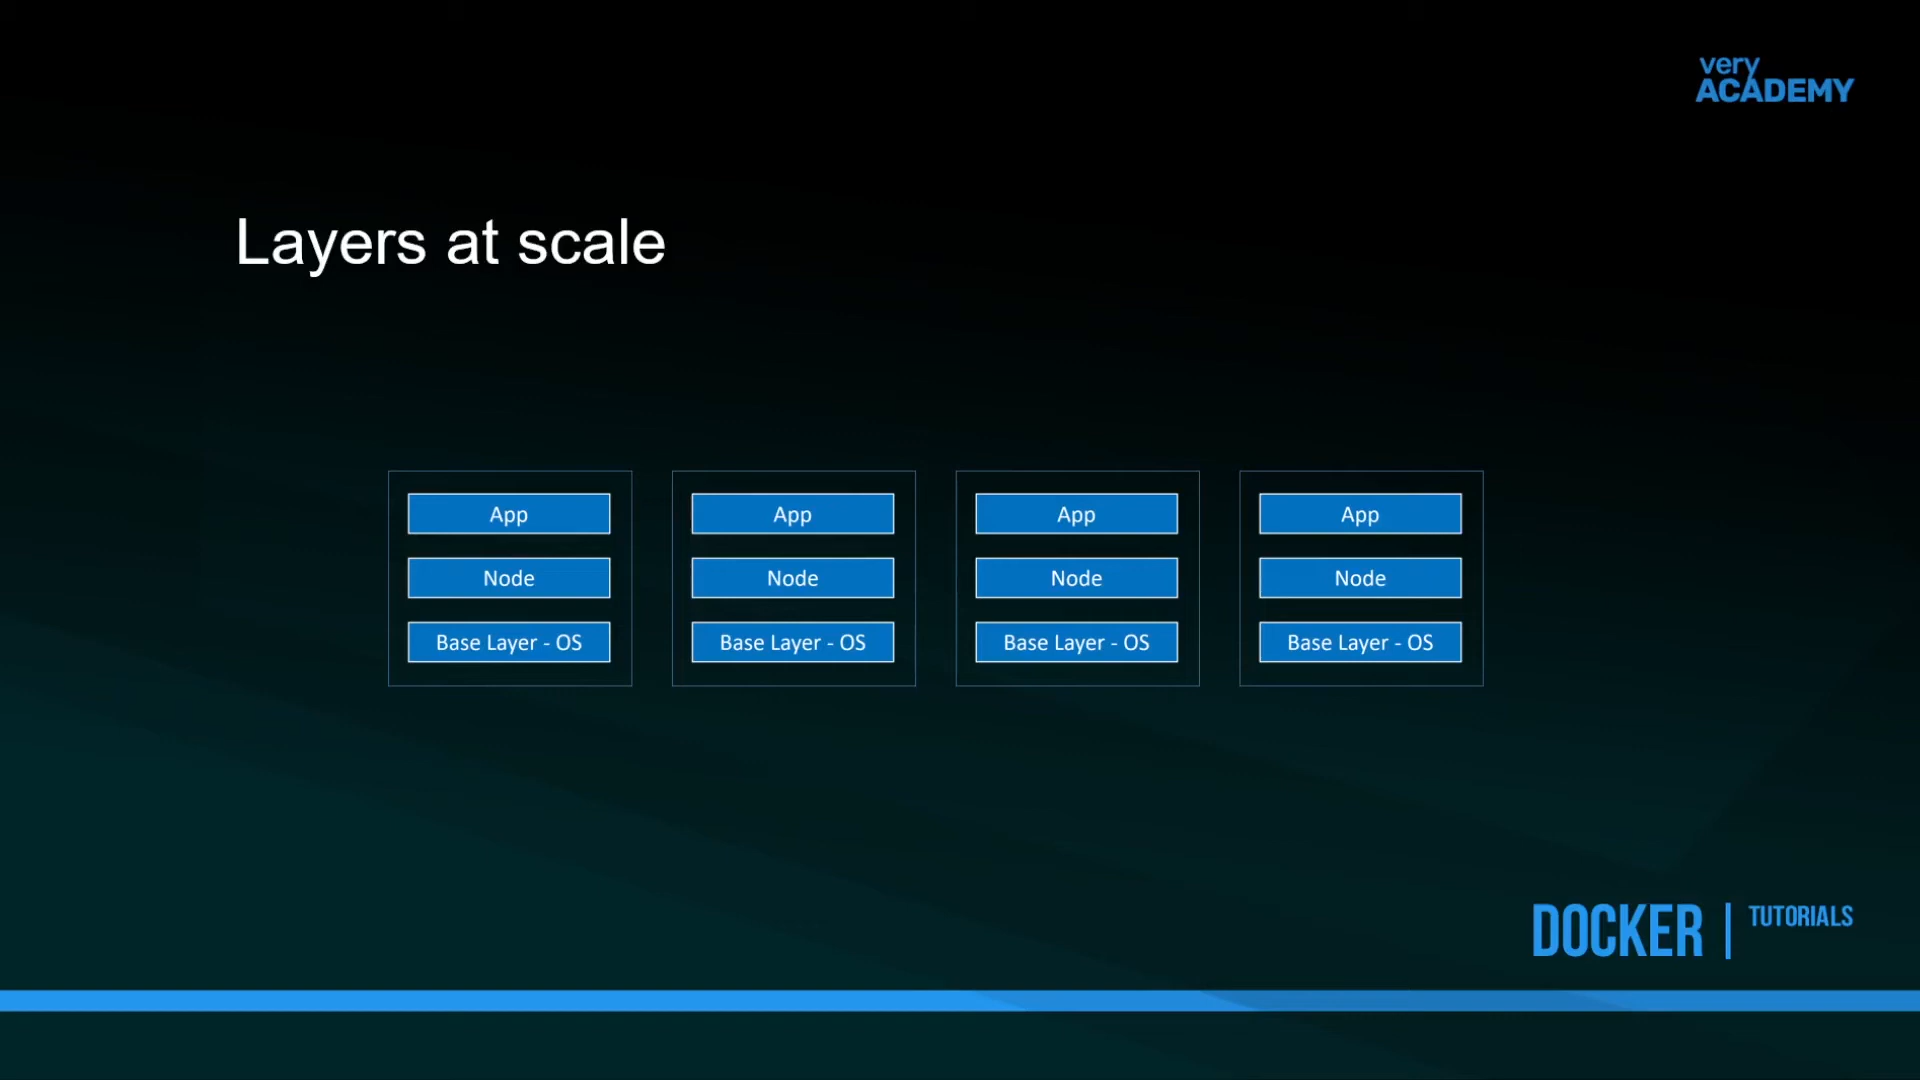 very
ACADEMY
Layers at scale
App
Node
Base Layer - OS
App
Node
Base Layer - OS
App
Node
Base Layer - OS
App
Node
Base Layer - OS
DOCKER | TUTORIALS